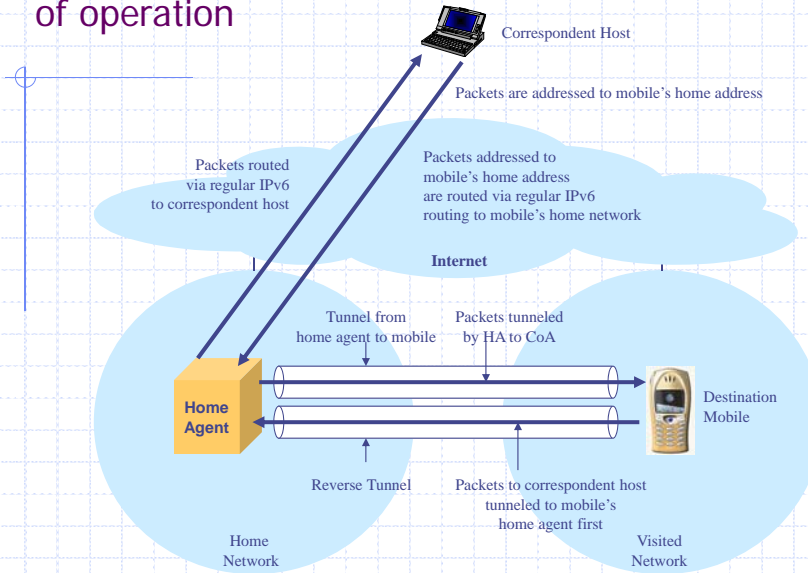 of operation
Correspondent Host
Packets are addressed to mobile's home address
Packets routed
via regular IPv6
to correspondent host
Packets addressed to
mobile's home address
are routed via regular IPv6
routing to mobile's home network
Internet
Tunnel from
home agent to mobile
Packets tunneled
by HA to CoA
Home
Agent
Destination
Mobile
Reverse Tunnel
Packets to correspondent host
tunneled to mobile's
home agent first
Home
Network
Visited
Network